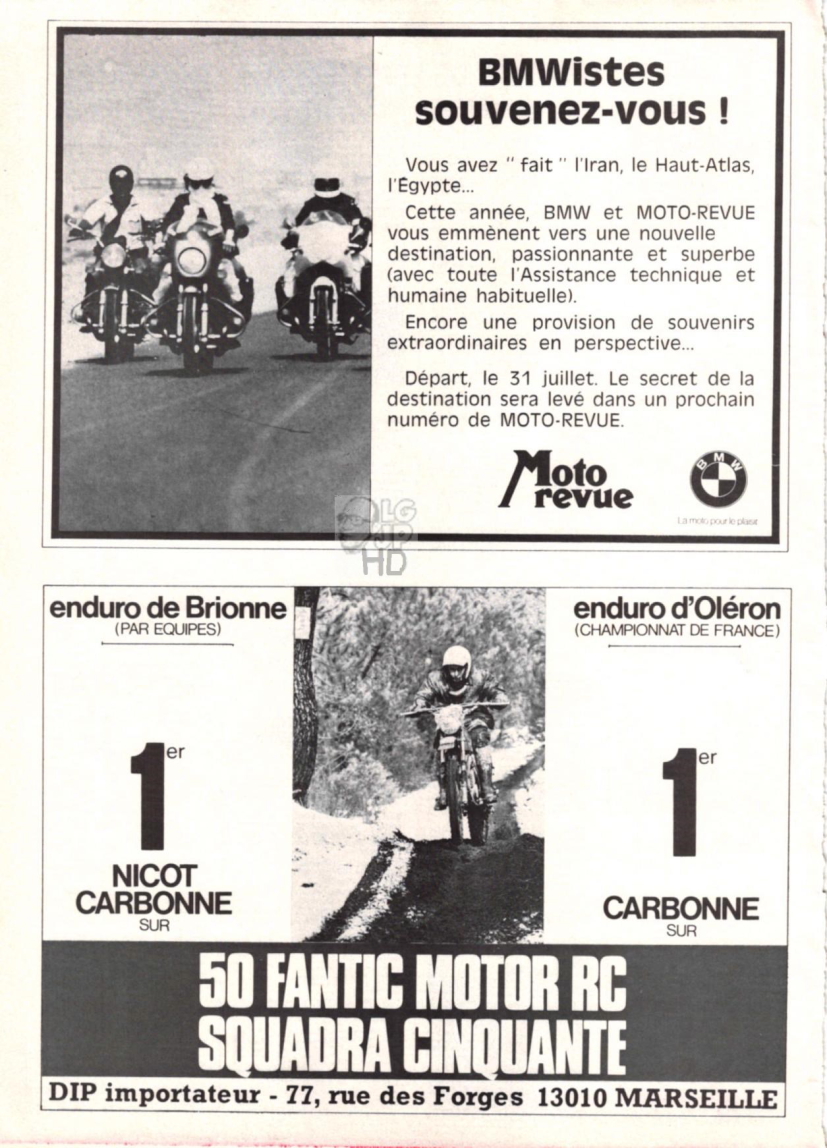 BMWistes
souvenez-vous !
Vous avez " fait " l'Iran, le Haut-Atlas,
l'Égypte...
Cette année, BMW et MOTO-REVUE
vous emmènent vers une nouvelle
destination, passionnante et superbe
(avec toute l'Assistance technique et
humaine habituelle).
Encore une provision de souvenirs
extraordinaires en perspective...
Départ, le 31 juillet. Le secret de la
destination sera levé dans un prochain
numéro de MOTO-REVUE.
Moto
revue
BMW
La moto pour le plaisir
LG
JP
HD
enduro de Brionne
(PAR EQUIPES)
1er
NICOT
CARBONNE
SUR
enduro d'Oléron
(CHAMPIONNAT DE FRANCE)
1er
CARBONNE
SUR
50 FANTIC MOTOR RC
SQUADRA CINQUANTE
DIP importateur - 77, rue des Forges 13010 MARSEILLE